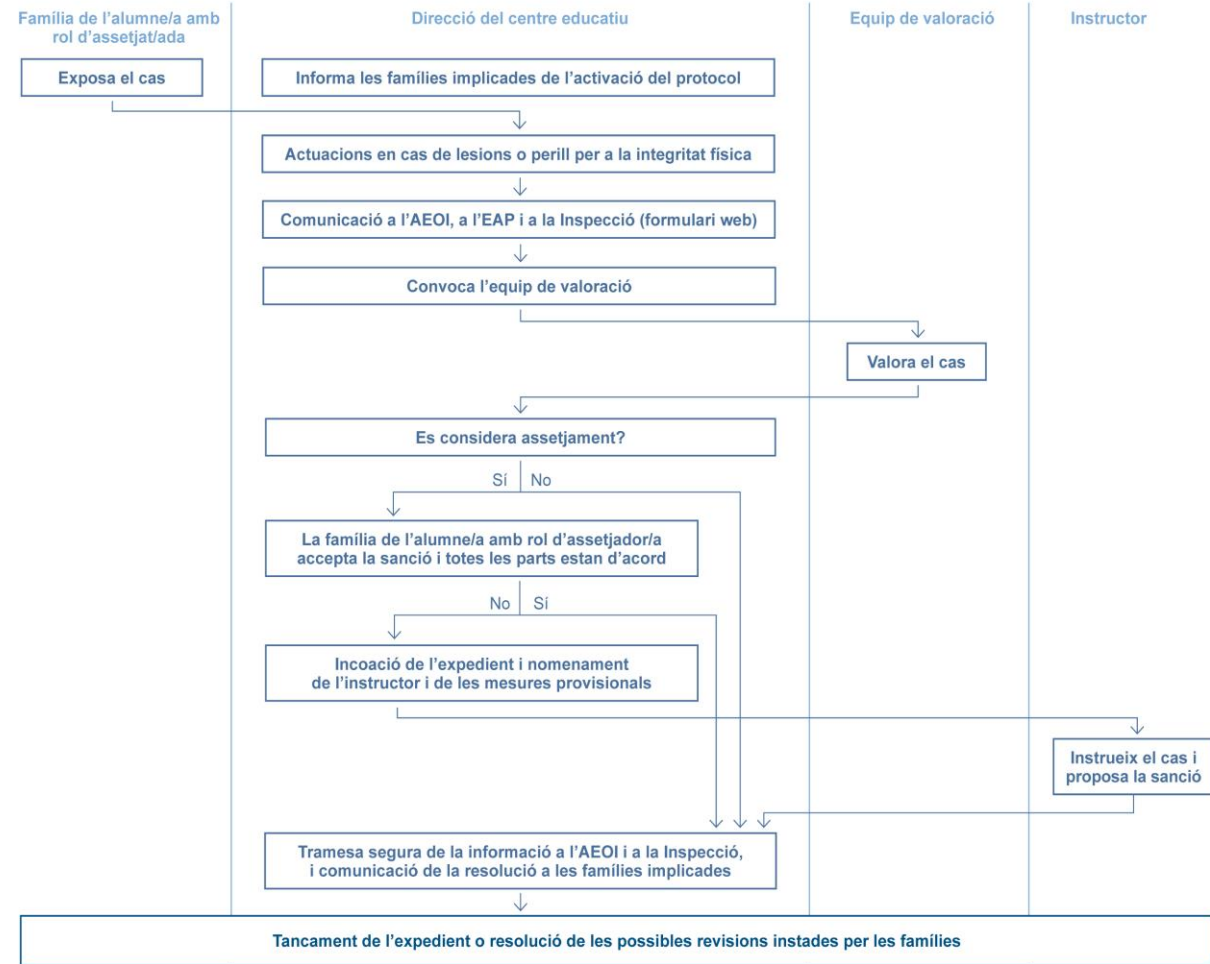 Família de l’alumne/a amb
rol d’assetjat/ada
Direcció del centre educatiu
Equip de valoració
Instructor
Exposa el cas
Informa les famílies implicades de l’activació del protocol
Actuacions en cas de lesions o perill per a la integritat física
Comunicació a l’AEOI, a l’EAP i a la Inspecció (formulari web)
Convoca l’equip de valoració
Valora el cas
Es considera assetjament?
Sí No
La família de l’alumne/a amb rol d’assetjador/a
accepta la sanció i totes les parts estan d’acord
No Sí
Incoació de l’expedient i nomenament
de l’instructor i de les mesures provisionals
Instrueix el cas i
proposa la sanció
Tramesa segura de la informació a l’AEOI i a la Inspecció,
i comunicació de la resolució a les famílies implicades
Tancament de l’expedient o resolució de les possibles revisions instades per les famílies